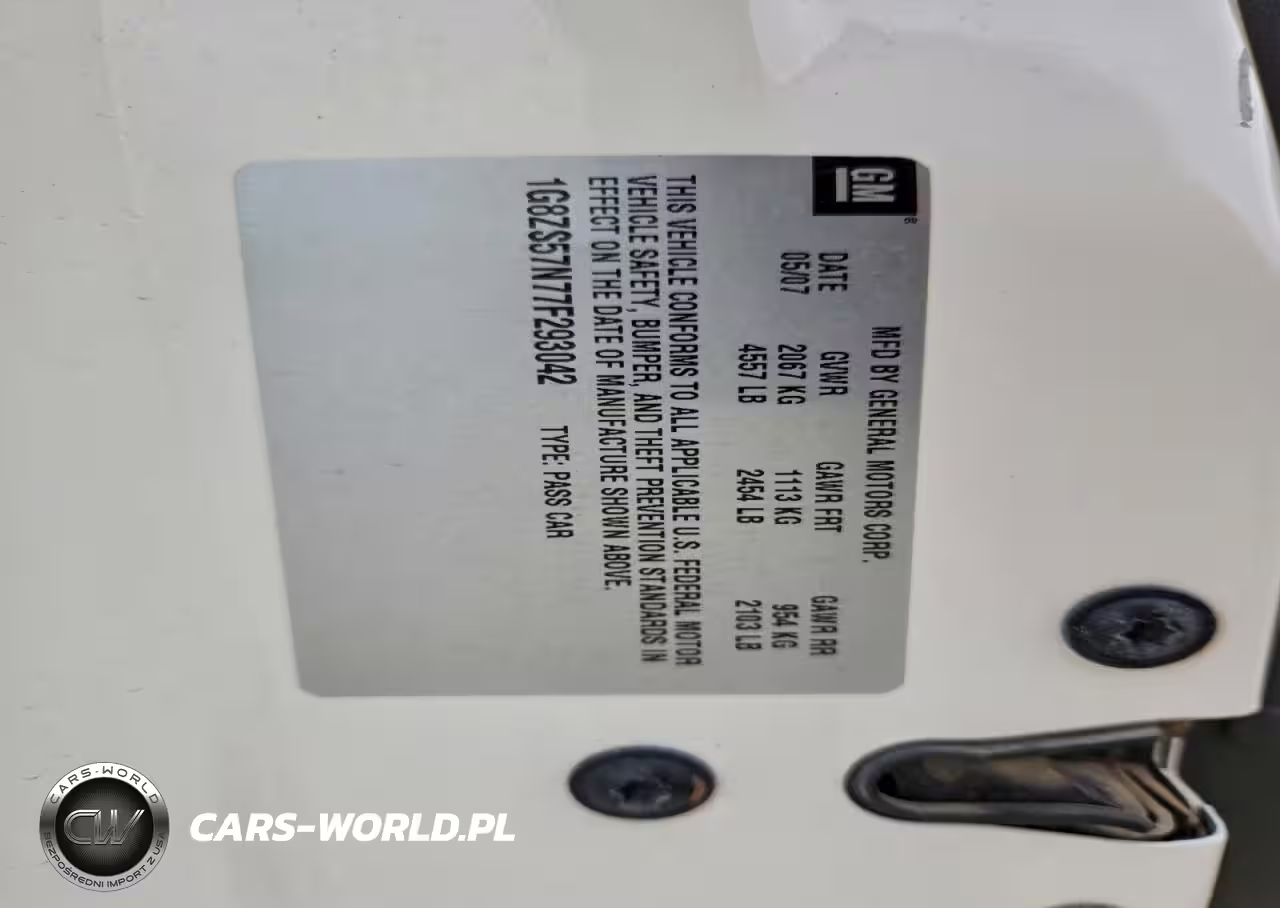 GM®
MFD BY GENERAL MOTORS CORP.
DATE GVWR GAWR FRT GAWR RR
05/07 2067 KG 1113 KG 954 KG
4557 LB 2454 LB 2103 LB
THIS VEHICLE CONFORMS TO ALL APPLICABLE U.S. FEDERAL MOTOR
VEHICLE SAFETY, BUMPER, AND THEFT PREVENTION STANDARDS IN
EFFECT ON THE DATE OF MANUFACTURE SHOWN ABOVE.
1G8ZS57N77F293042 TYPE: PASS CAR
CARS-WORLD
CW
BEZPOŚREDNI IMPORT Z USA
CARS-WORLD.PL